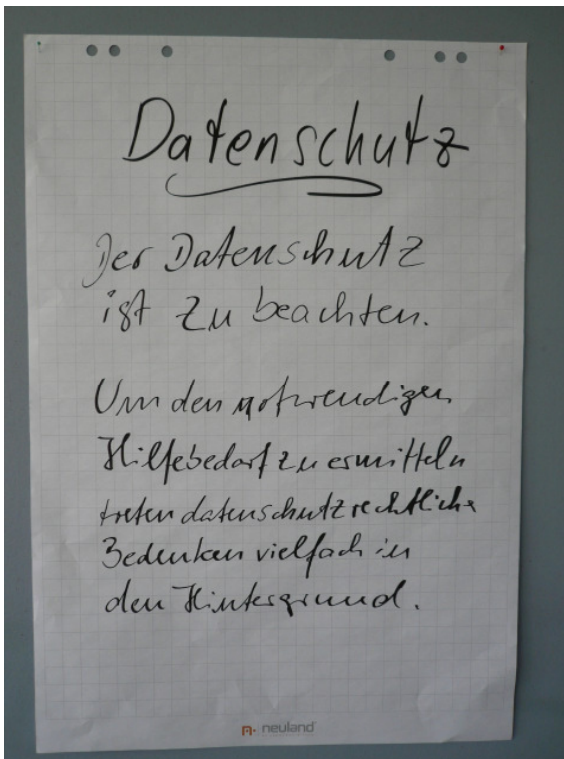 Datenschutz
Der Datenschutz
ist zu beachten.
Um den notwendigen
Hilfebedarf zu ermitteln
treten datenschutzrechtliche
Bedenken vielfach in
den Hintergrund.
neuland